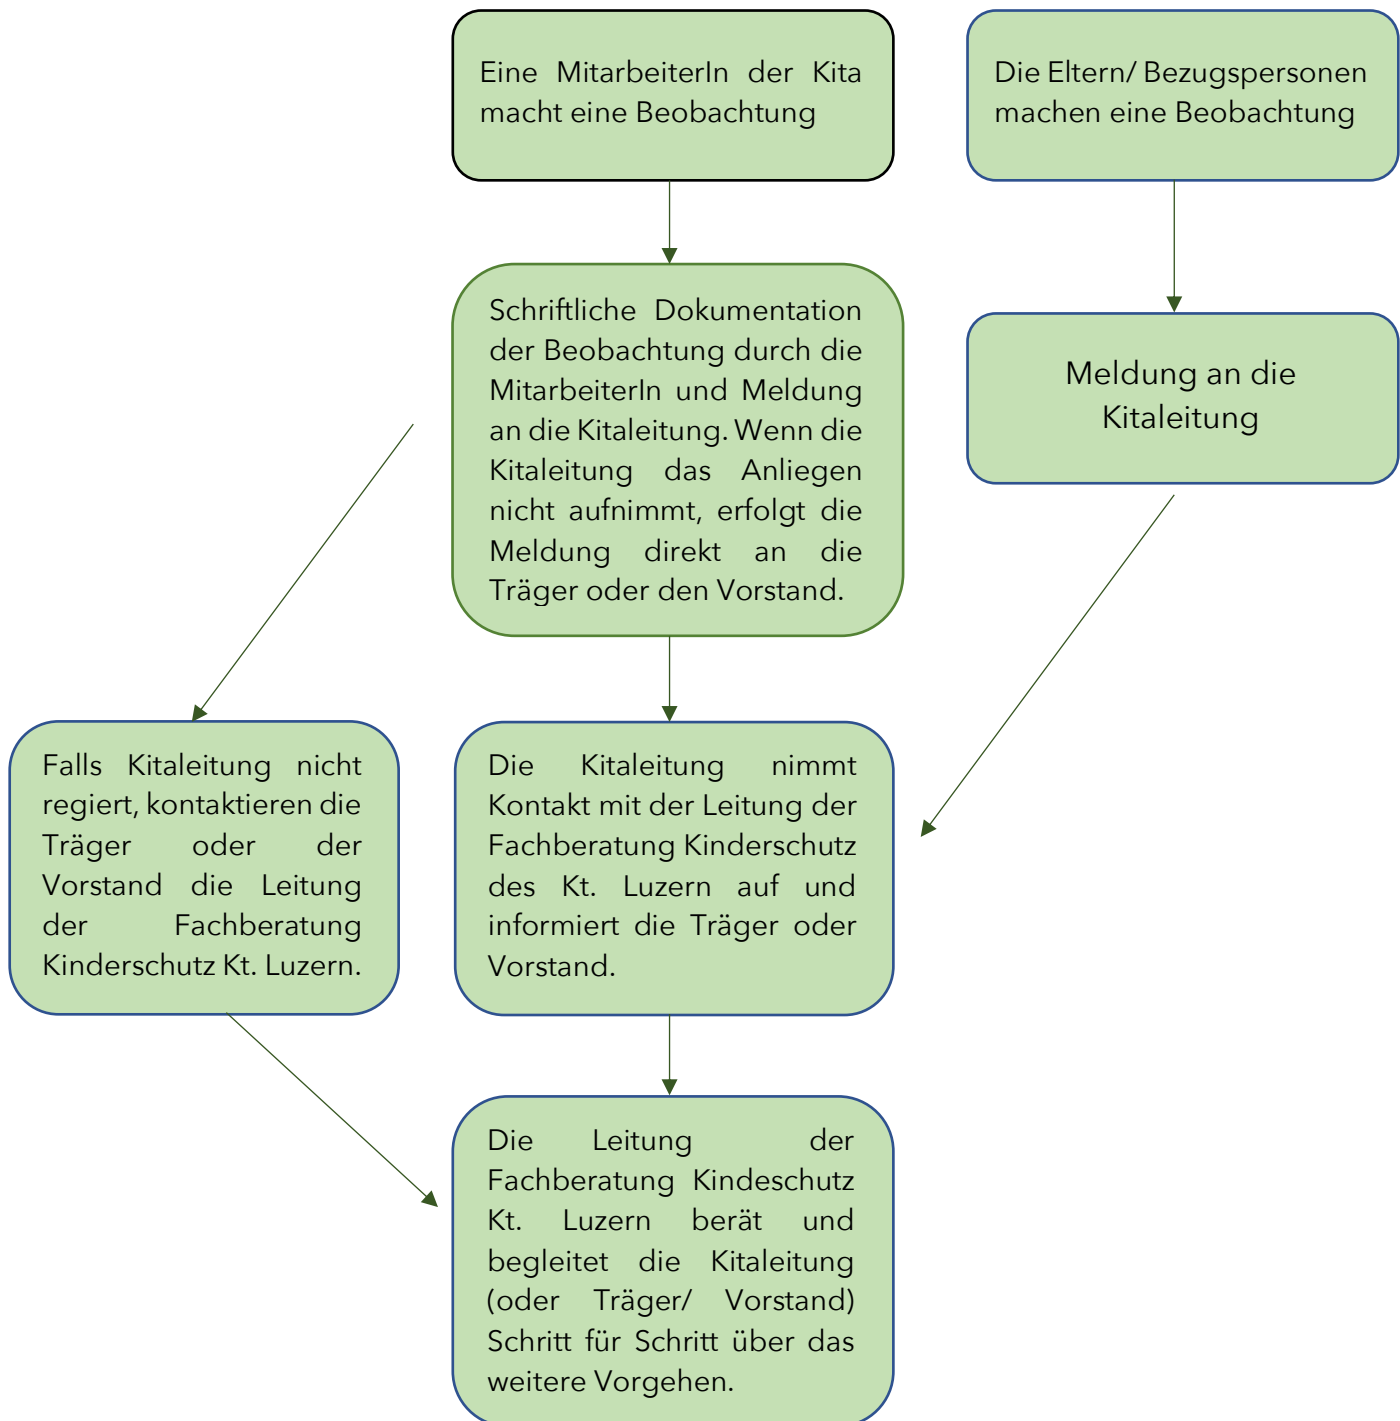 Eine MitarbeiterIn der Kita
macht eine Beobachtung
Die Eltern/ Bezugspersonen
machen eine Beobachtung
Schriftliche Dokumentation
der Beobachtung durch die
MitarbeiterIn und Meldung
an die Kitaleitung. Wenn die
Kitaleitung das Anliegen
nicht aufnimmt, erfolgt die
Meldung direkt an die
Träger oder den Vorstand.
Meldung an die
Kitaleitung
Falls Kitaleitung nicht
regiert, kontaktieren die
Träger oder der
Vorstand die Leitung
der Fachberatung
Kinderschutz Kt. Luzern.
Die Kitaleitung nimmt
Kontakt mit der Leitung der
Fachberatung Kinderschutz
des Kt. Luzern auf und
informiert die Träger oder
Vorstand.
Die Leitung der
Fachberatung Kindeschutz
Kt. Luzern berät und
begleitet die Kitaleitung
(oder Träger/ Vorstand)
Schritt für Schritt über das
weitere Vorgehen.